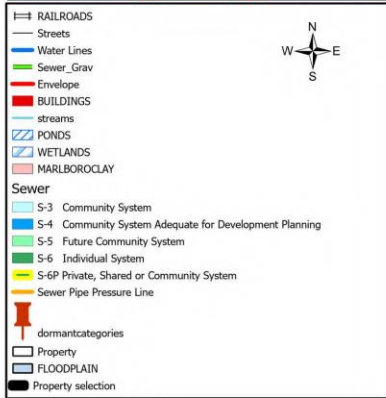 RAILROADS
Streets
Water Lines
Sewer_Grav
Envelope
BUILDINGS
streams
PONDS
WETLANDS
MARLBOROCLAY
Sewer
S-3 Community System
S-4 Community System Adequate for Development Planning
S-5 Future Community System
S-6 Individual System
S-6P Private, Shared or Community System
Sewer Pipe Pressure Line
dormantcategories
Property
FLOODPLAIN
Property selection
N
W E
S